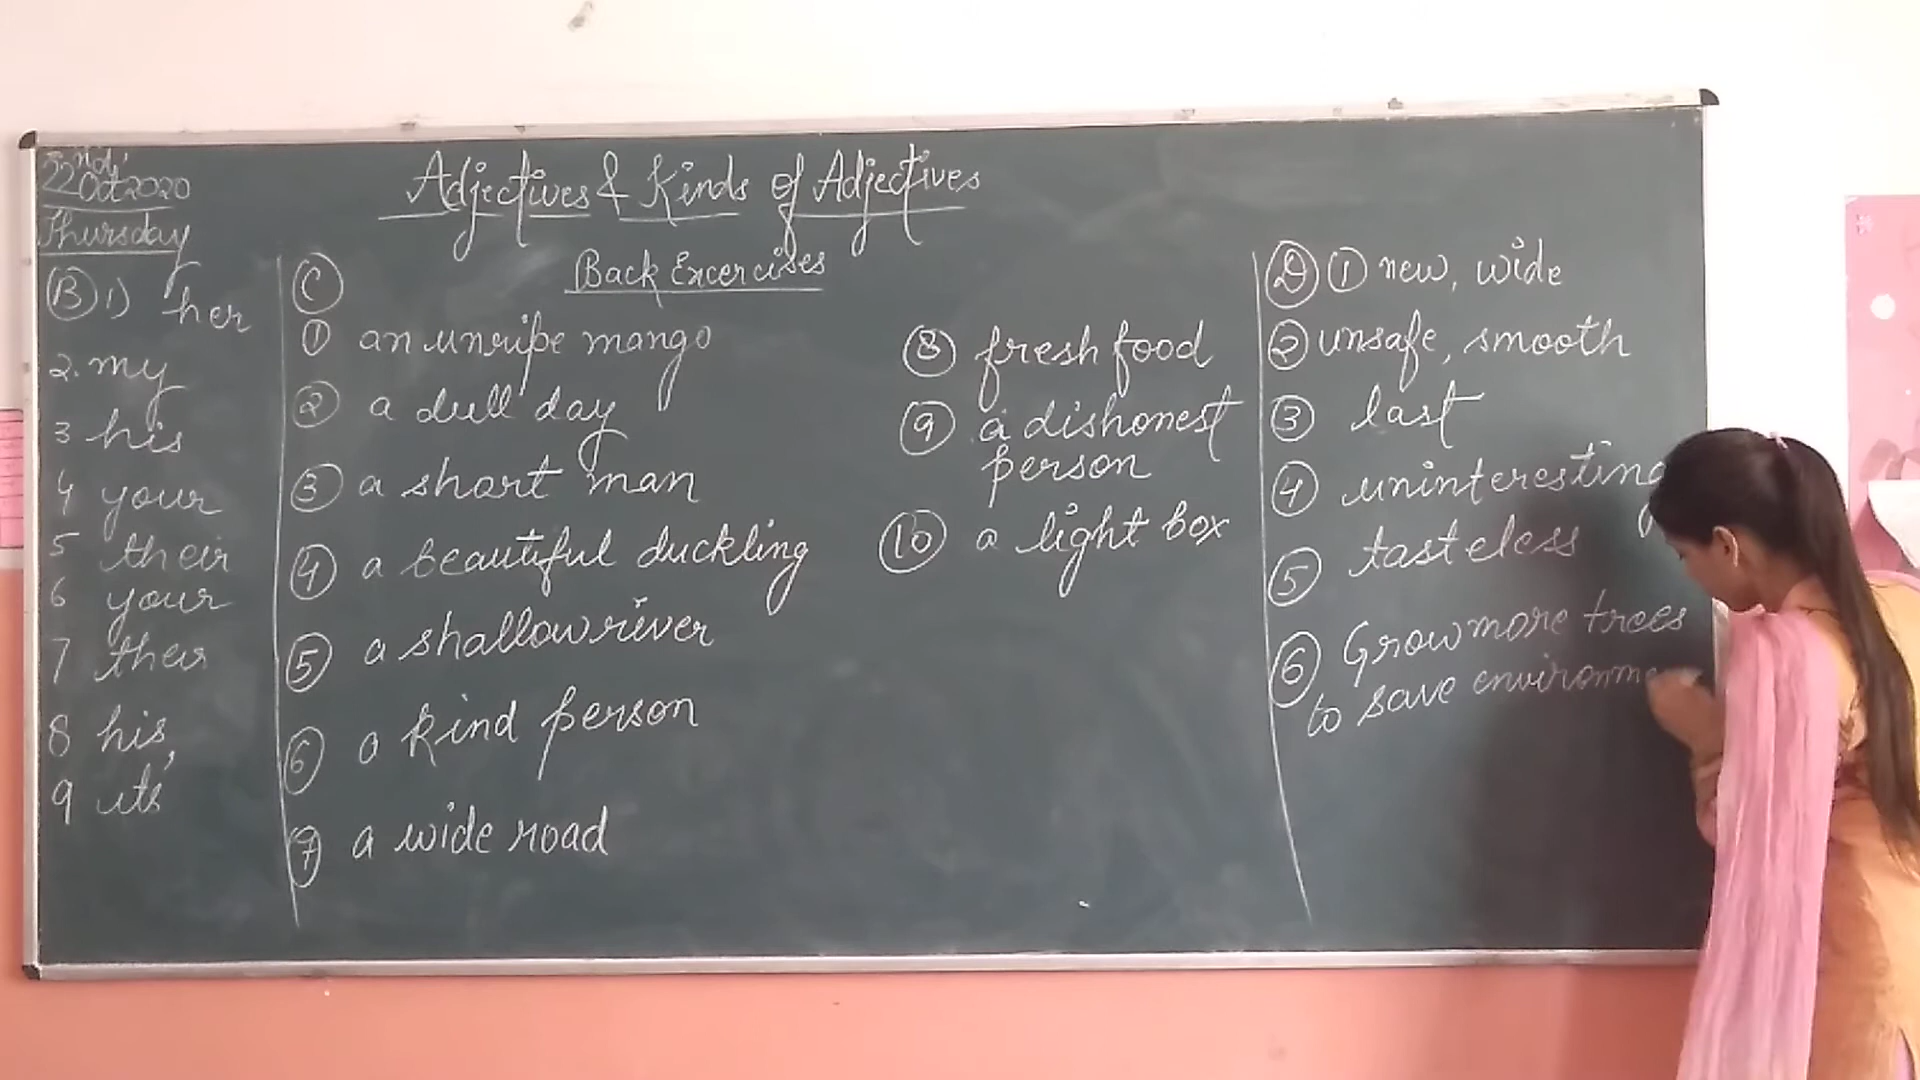 22nd Oct 2020
Thursday
Adjectives & Kinds of Adjectives
Back Excercises
B 1) her
2. my
3 his
4 your
5 their
6 your
7 their
8 his,
9 its
C
1 an unripe mango
2 a dull day
3 a short man
4 a beautiful duckling
5 a shallow river
6 a kind person
7 a wide road
8 fresh food
9 a dishonest
person
10 a light box
D 1 new, wide
2 unsafe, smooth
3 last
4 uninteresting
5 tasteless
6 Grow more trees
to save environme